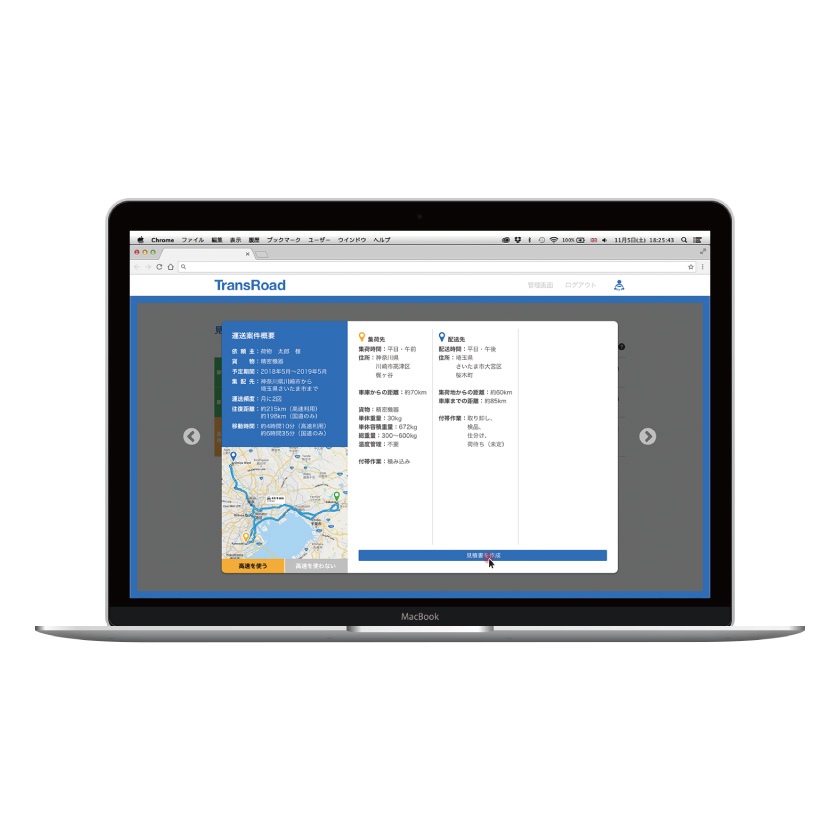 Chrome ファイル 編集 表示 履歴 ブックマーク ユーザー ウインドウ ヘルプ
100%
11月5日(土) 18:25:43
TransRoad
管理画面 ログアウト
見
運送案件概要
依 頼 主：荷物 太郎 様
貨 物：精密機器
予定期間：2018年5月〜2019年5月
集 配 先：神奈川県川崎市から
埼玉県さいたま市まで
運送頻度：月に2回
往復距離：約215km（高速利用）
約198km（国道のみ）
移動時間：約4時間10分（高速利用）
約6時間35分（国道のみ）
高速を使う
高速を使わない
集荷先
集荷時間：平日・午前
住所：神奈川県
川崎市高津区
梶ヶ谷
車庫からの距離：約70km
貨物：精密機器
単体重量：30kg
単体容積重量：672kg
総重量：300〜600kg
温度管理：不要
付帯作業：積み込み
配送先
配送時間：平日・午後
住所：埼玉県
さいたま市大宮区
桜木町
集荷地からの距離：約60km
車庫までの距離：約85km
付帯作業：取り卸し、
検品、
仕分け、
荷待ち（未定）
見積書を作成
MacBook